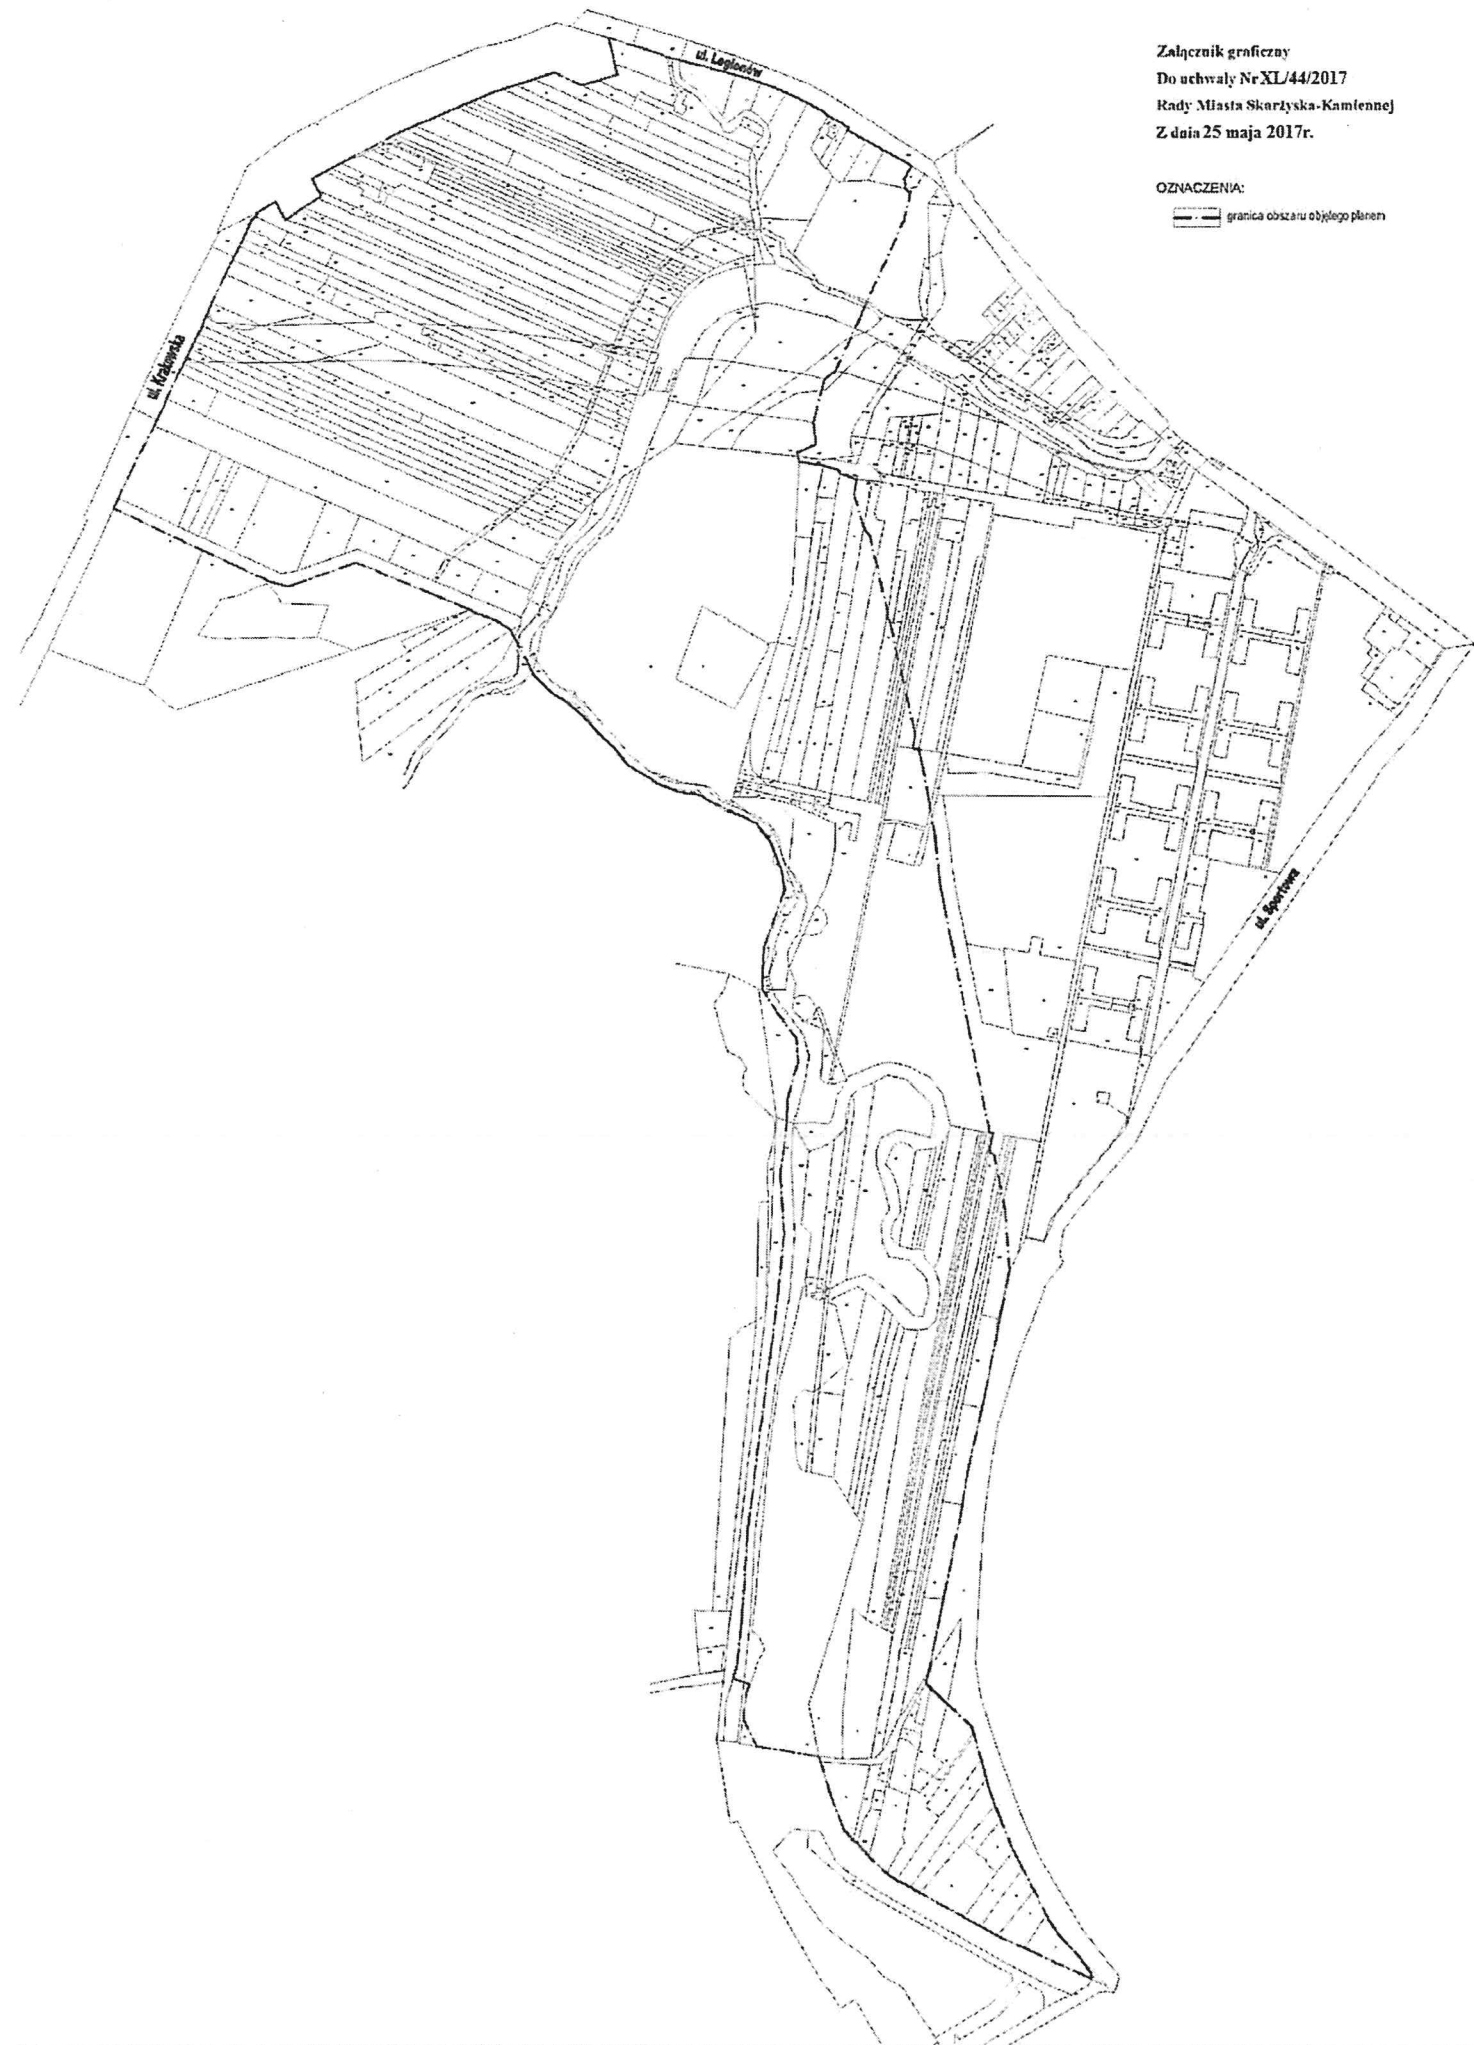 Załącznik graficzny
Do uchwały Nr XL/44/2017
Rady Miasta Skarżyska-Kamiennej
Z dnia 25 maja 2017r.
OZNACZENIA:
granica obszaru objętego planem
ul. Legionów
ul. Krakowska
ul. Sportowa